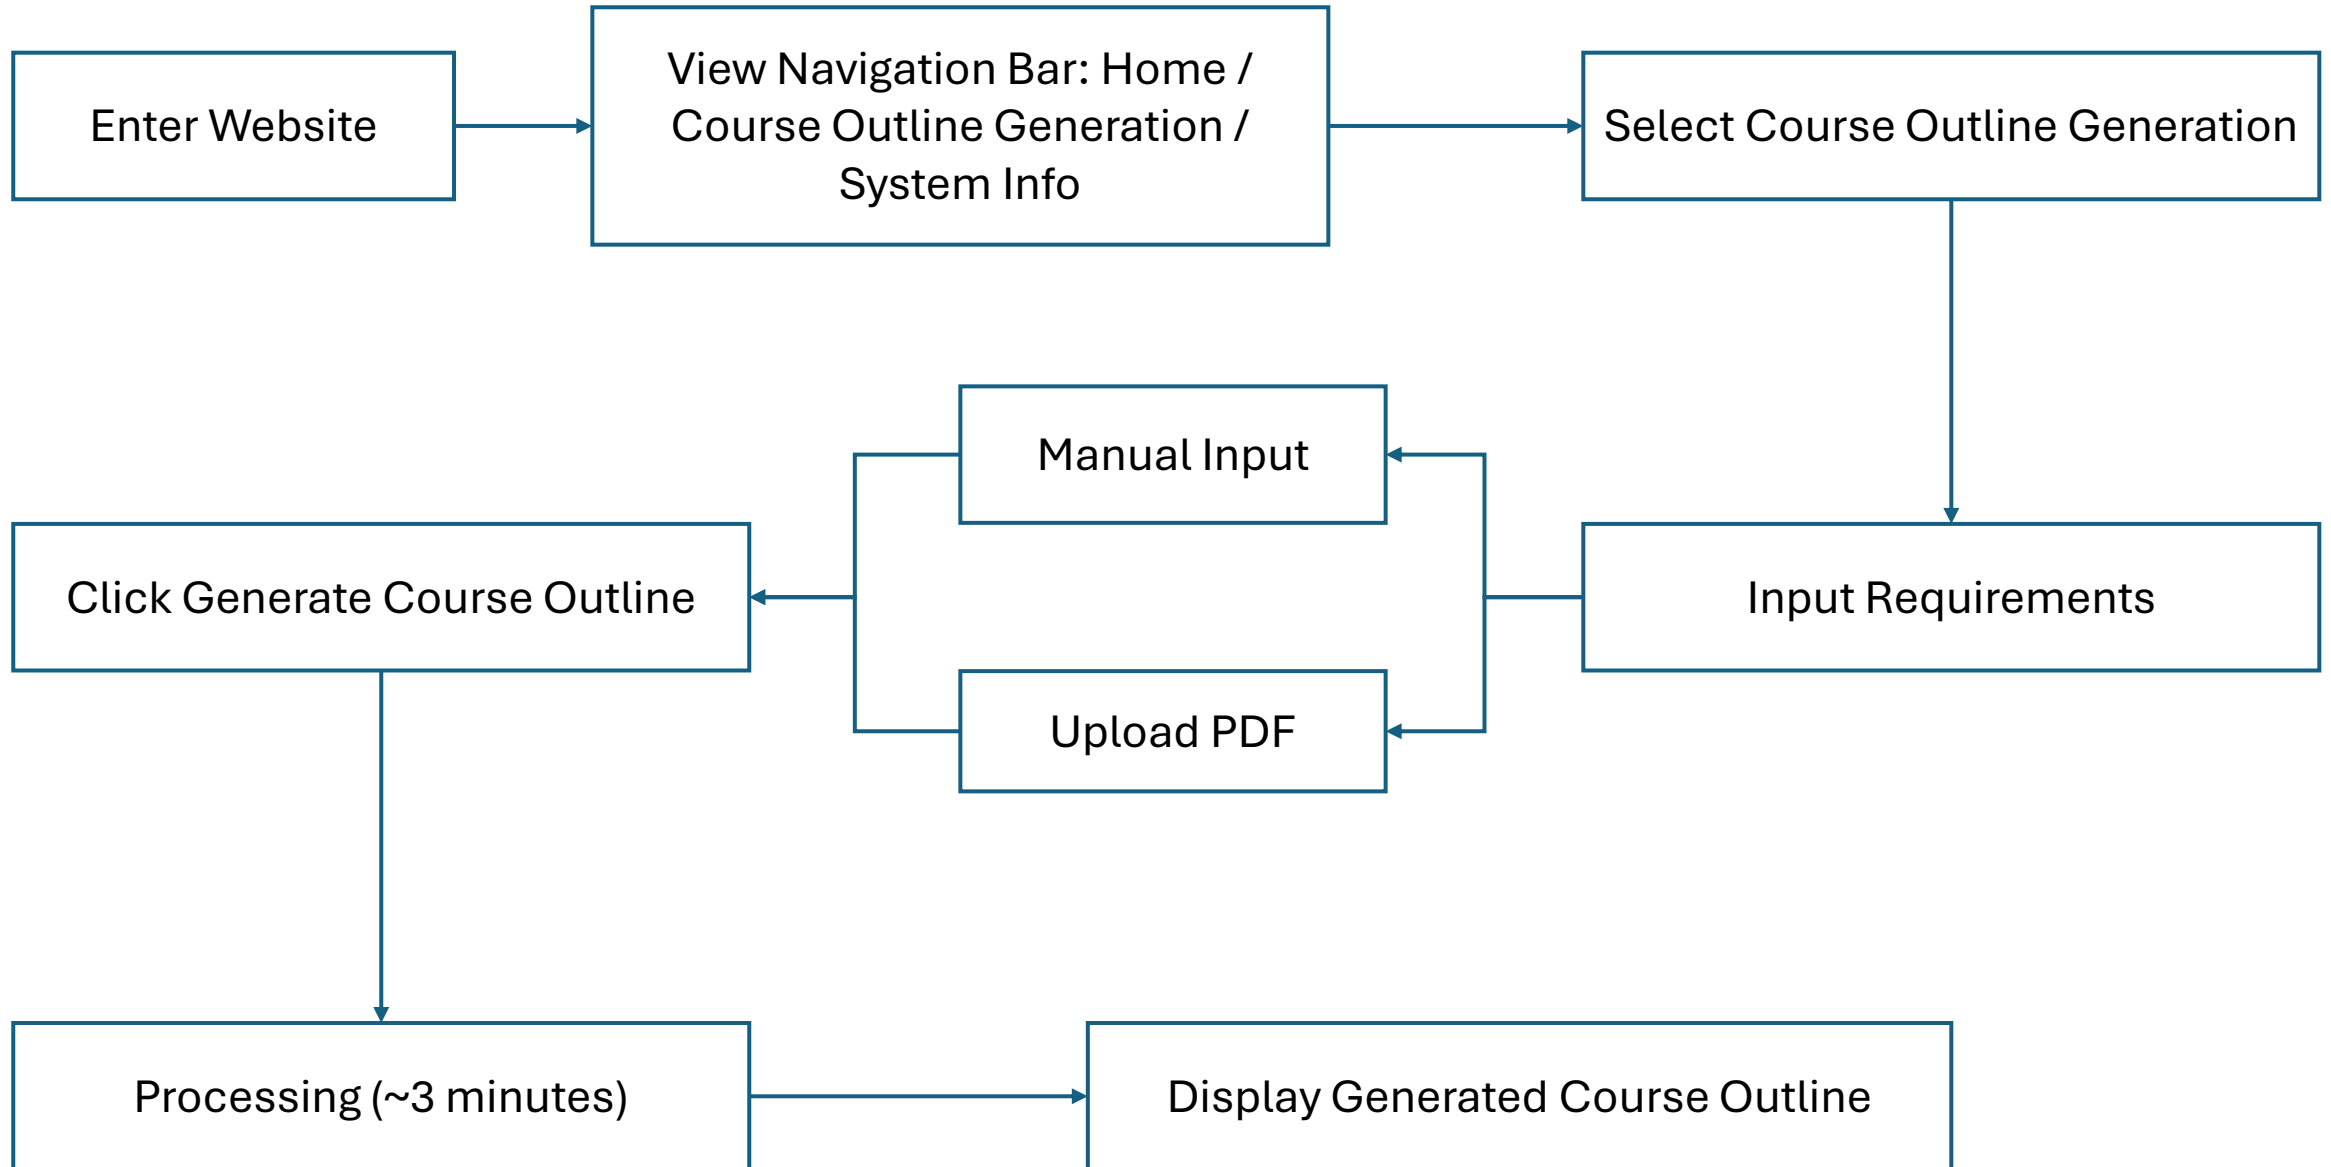 Enter Website
View Navigation Bar: Home /
Course Outline Generation /
System Info
Select Course Outline Generation
Manual Input
Click Generate Course Outline
Input Requirements
Upload PDF
Processing (~3 minutes)
Display Generated Course Outline